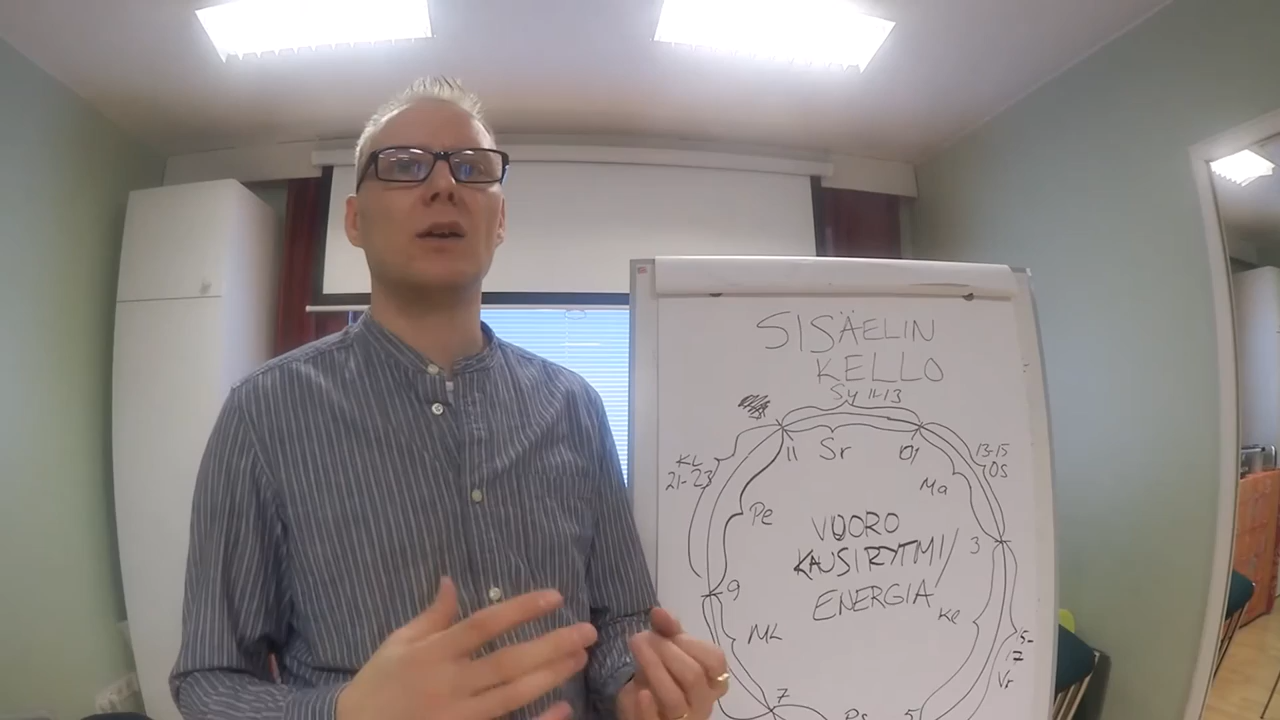 SISÄELIN
KELLO
Sy 11-13
11
Sr
01
13-15
OS
KL
21-23
Ma
Pe
VUORO
KAUSIRYTMI/
ENERGIA
3
9
Ke
15-
17
Vr
ML
7
Ps
5